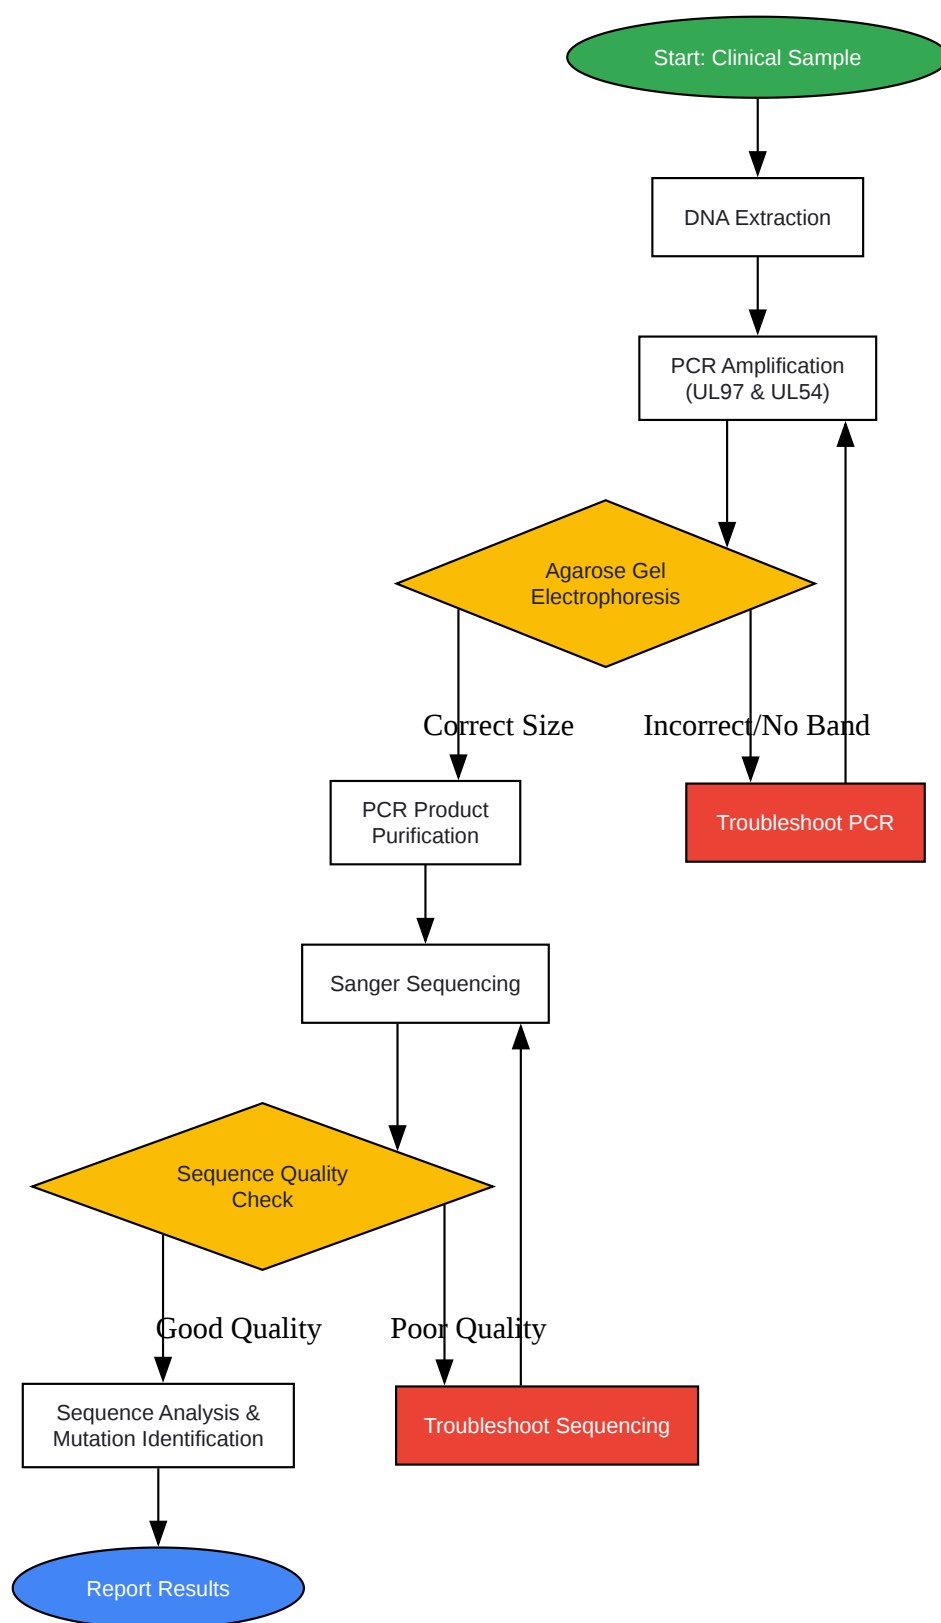 Start: Clinical Sample
DNA Extraction
PCR Amplification
(UL97 & UL54)
Agarose Gel
Electrophoresis
Correct Size
Incorrect/No Band
PCR Product
Purification
Troubleshoot PCR
Sanger Sequencing
Sequence Quality
Check
Good Quality
Poor Quality
Sequence Analysis &
Mutation Identification
Troubleshoot Sequencing
Report Results